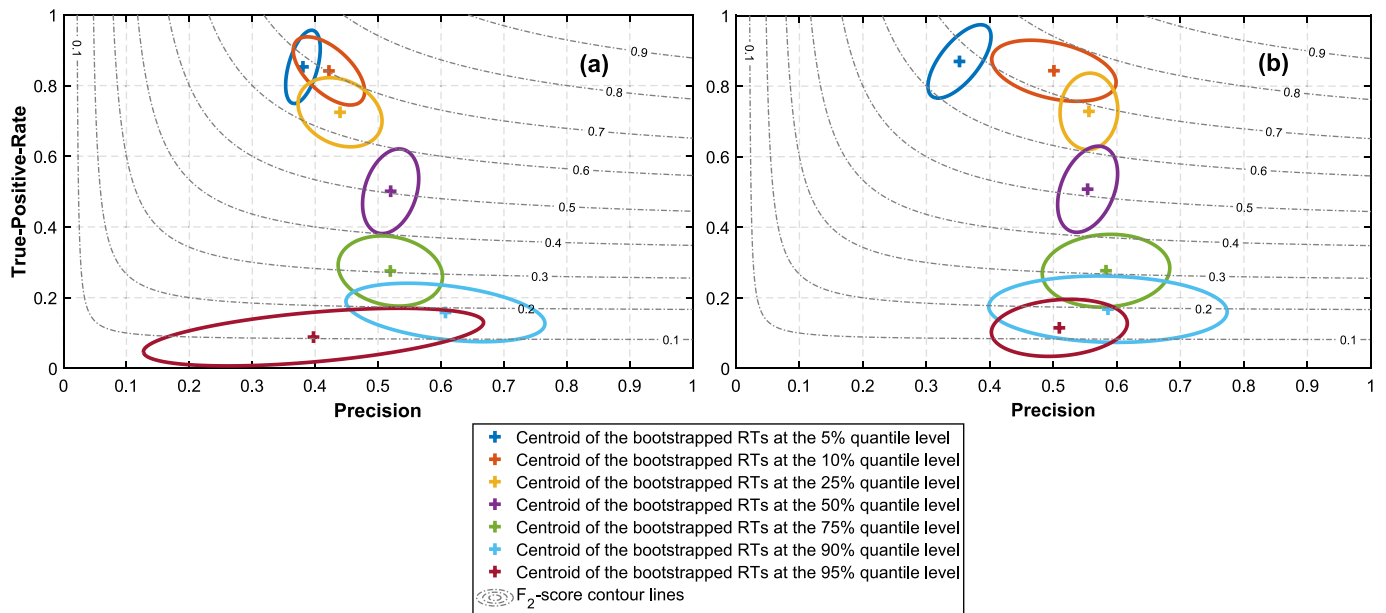 (a)
True-Positive-Rate
1
0.8
0.6
0.4
0.2
0
0 0.1 0.2 0.3 0.4 0.5 0.6 0.7 0.8 0.9 1
Precision
0.1
0.9
0.8
0.7
0.6
0.5
0.4
0.3
0.2
0.1
(b)
1
0.8
0.6
0.4
0.2
0
0 0.1 0.2 0.3 0.4 0.5 0.6 0.7 0.8 0.9 1
Precision
0.1
0.9
0.8
0.7
0.6
0.5
0.4
0.3
0.2
0.1
Centroid of the bootstrapped RTs at the 5% quantile level
Centroid of the bootstrapped RTs at the 10% quantile level
Centroid of the bootstrapped RTs at the 25% quantile level
Centroid of the bootstrapped RTs at the 50% quantile level
Centroid of the bootstrapped RTs at the 75% quantile level
Centroid of the bootstrapped RTs at the 90% quantile level
Centroid of the bootstrapped RTs at the 95% quantile level
F₂-score contour lines